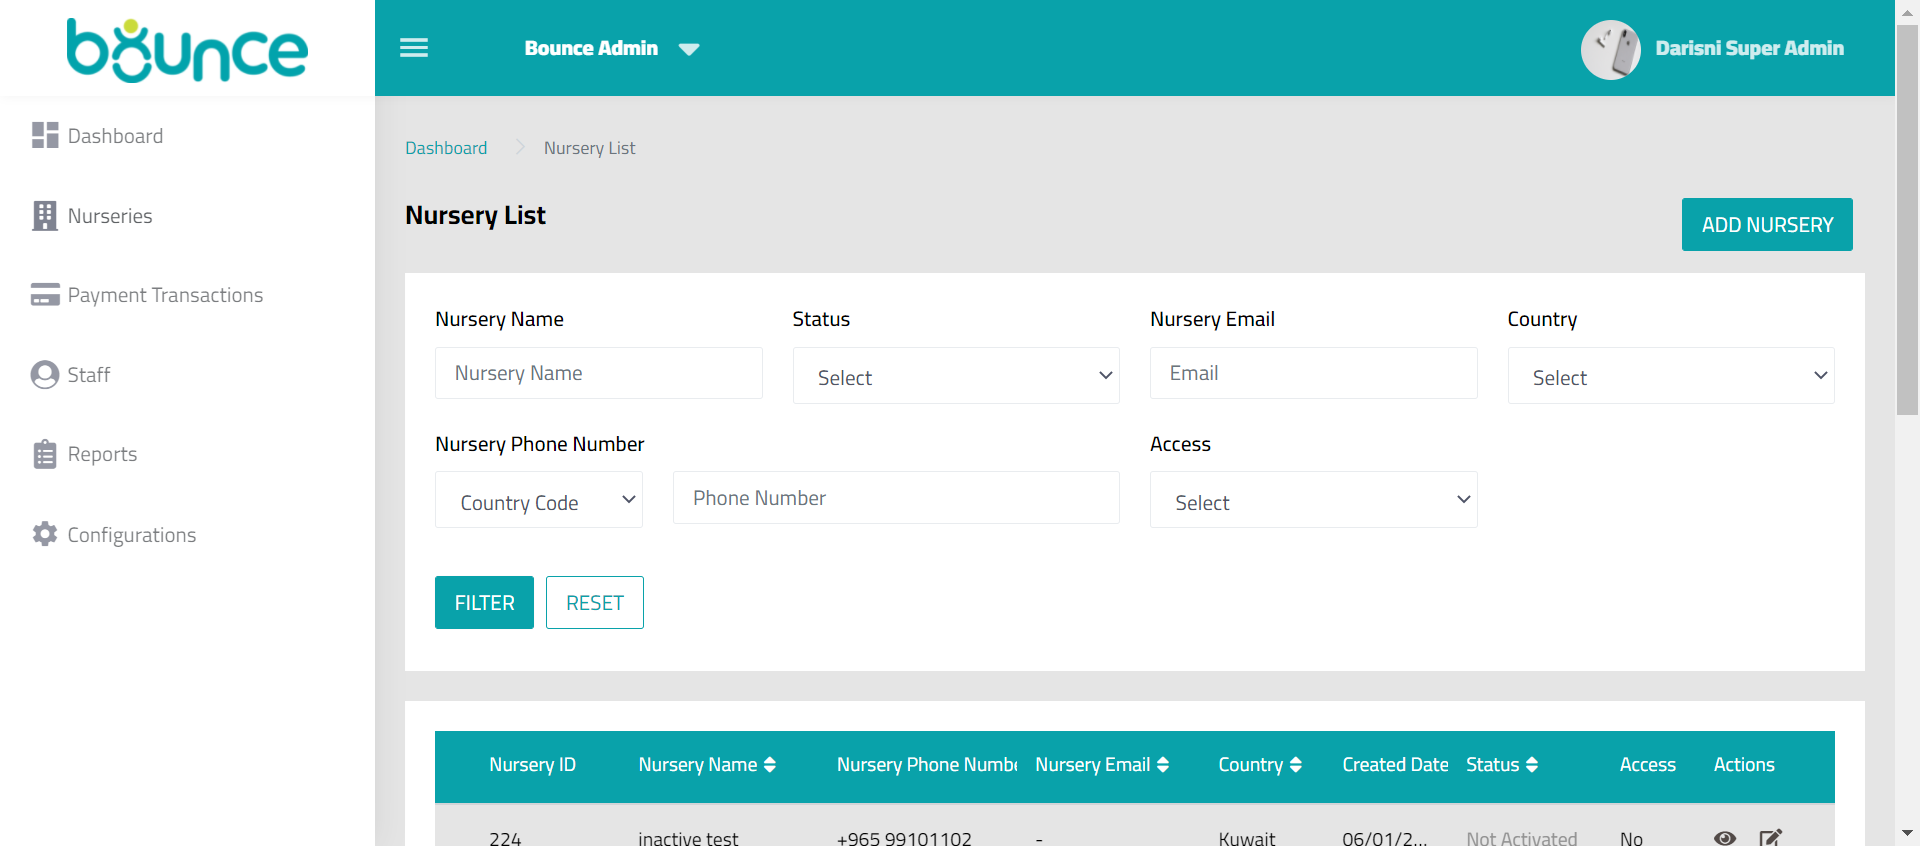 bounce
Bounce Admin
Darisni Super Admin
Dashboard
Nurseries
Payment Transactions
Staff
Reports
Configurations
Dashboard
Nursery List
Nursery List
ADD NURSERY
Nursery Name
Status
Nursery Email
Country
Nursery Name
Select
Email
Select
Nursery Phone Number
Access
Country Code
Phone Number
Select
FILTER
RESET
Nursery ID
Nursery Name
Nursery Phone Numbe
Nursery Email
Country
Created Date
Status
Access
Actions
224
inactive test
+965 99101102
-
Kuwait
06/01/2...
Not Activated
No